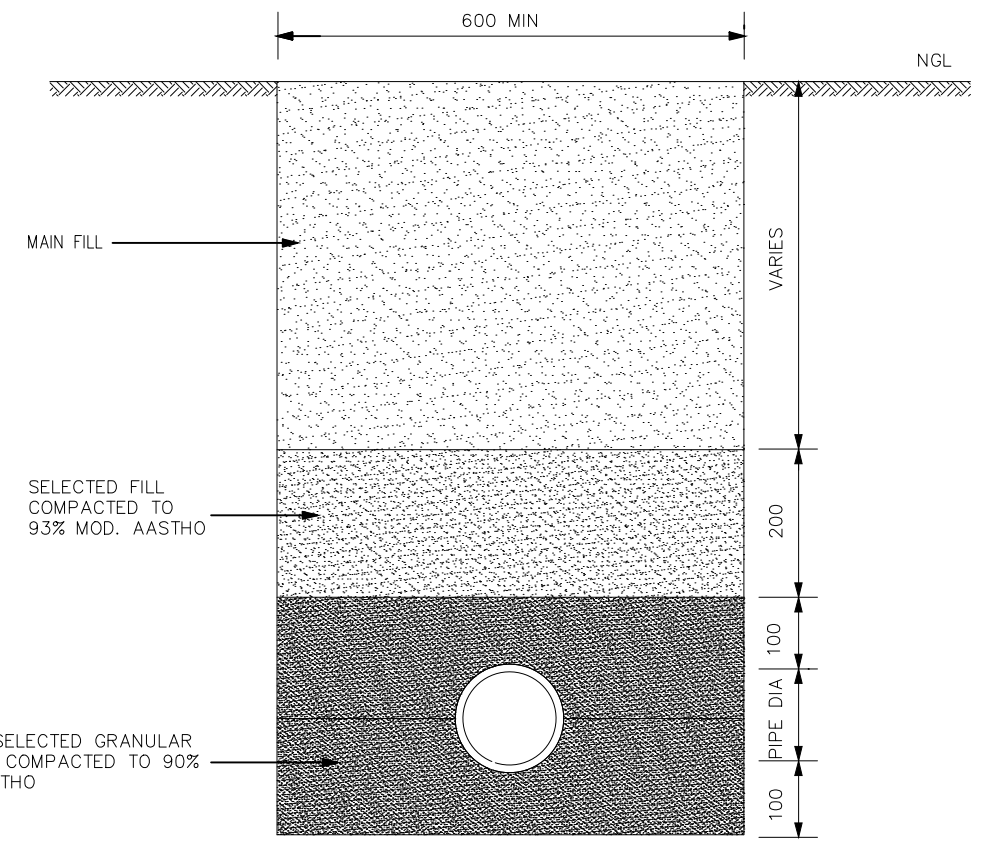 600 MIN
NGL
MAIN FILL
VARIES
SELECTED FILL
COMPACTED TO
93% MOD. AASTHO
200
100
PIPE DIA
SELECTED GRANULAR
COMPACTED TO 90%
THO
100